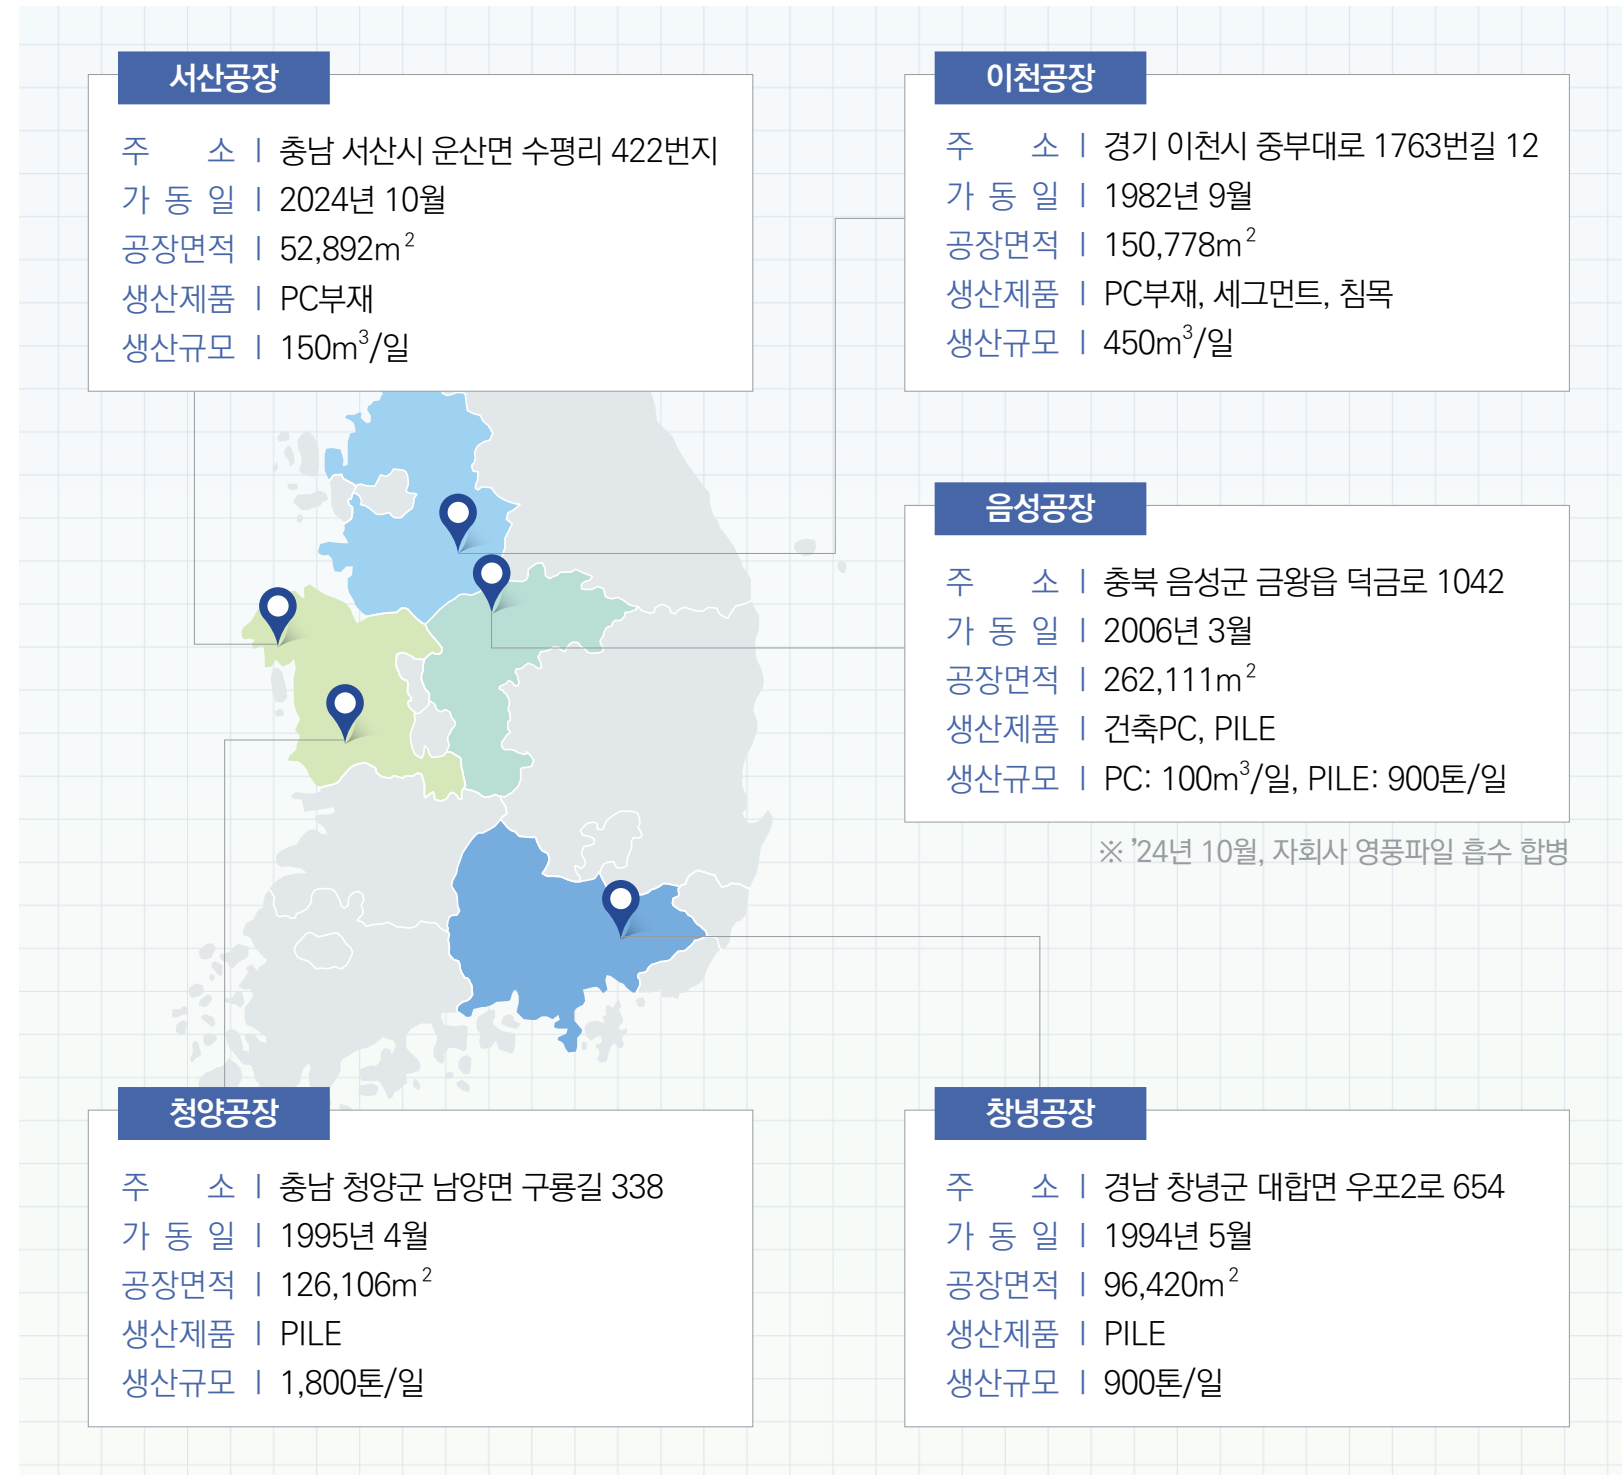 서산공장
주 소 | 충남 서산시 운산면 수평리 422번지
가 동 일 | 2024년 10월
공장면적 | 52,892m²
생산제품 | PC부재
생산규모 | 150m³/일
이천공장
주 소 | 경기 이천시 중부대로 1763번길 12
가 동 일 | 1982년 9월
공장면적 | 150,778m²
생산제품 | PC부재, 세그먼트, 침목
생산규모 | 450m³/일
음성공장
주 소 | 충북 음성군 금왕읍 덕금로 1042
가 동 일 | 2006년 3월
공장면적 | 262,111m²
생산제품 | 건축PC, PILE
생산규모 | PC: 100m³/일, PILE: 900톤/일
※ ’24년 10월, 자회사 영풍파일 흡수 합병
청양공장
주 소 | 충남 청양군 남양면 구룡길 338
가 동 일 | 1995년 4월
공장면적 | 126,106m²
생산제품 | PILE
생산규모 | 1,800톤/일
창녕공장
주 소 | 경남 창녕군 대합면 우포2로 654
가 동 일 | 1994년 5월
공장면적 | 96,420m²
생산제품 | PILE
생산규모 | 900톤/일